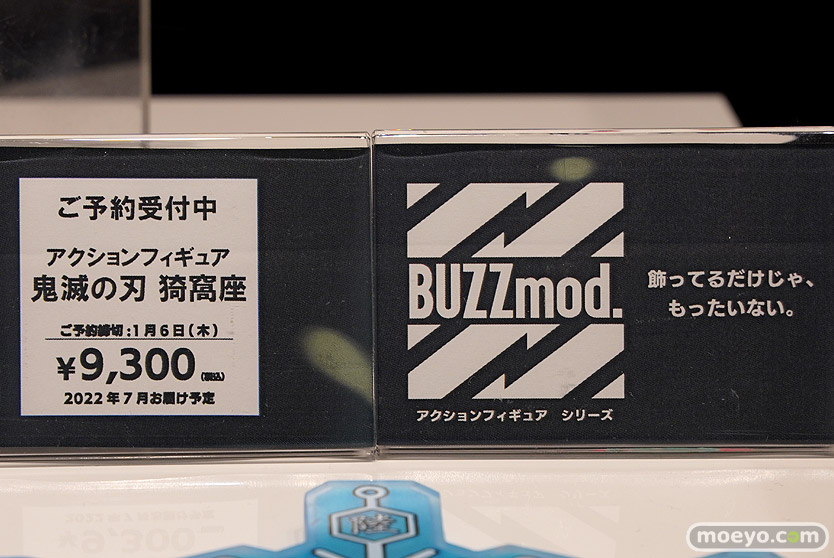 ご予約受付中
アクションフィギュア
鬼滅の刃 猗窩座
ご予約締切:1月6日(木)
¥9,300(税込)
2022年7月お届け予定
BUZZmod.
アクションフィギュア シリーズ
飾ってるだけじゃ、
もったいない。
陸
moeyo.com